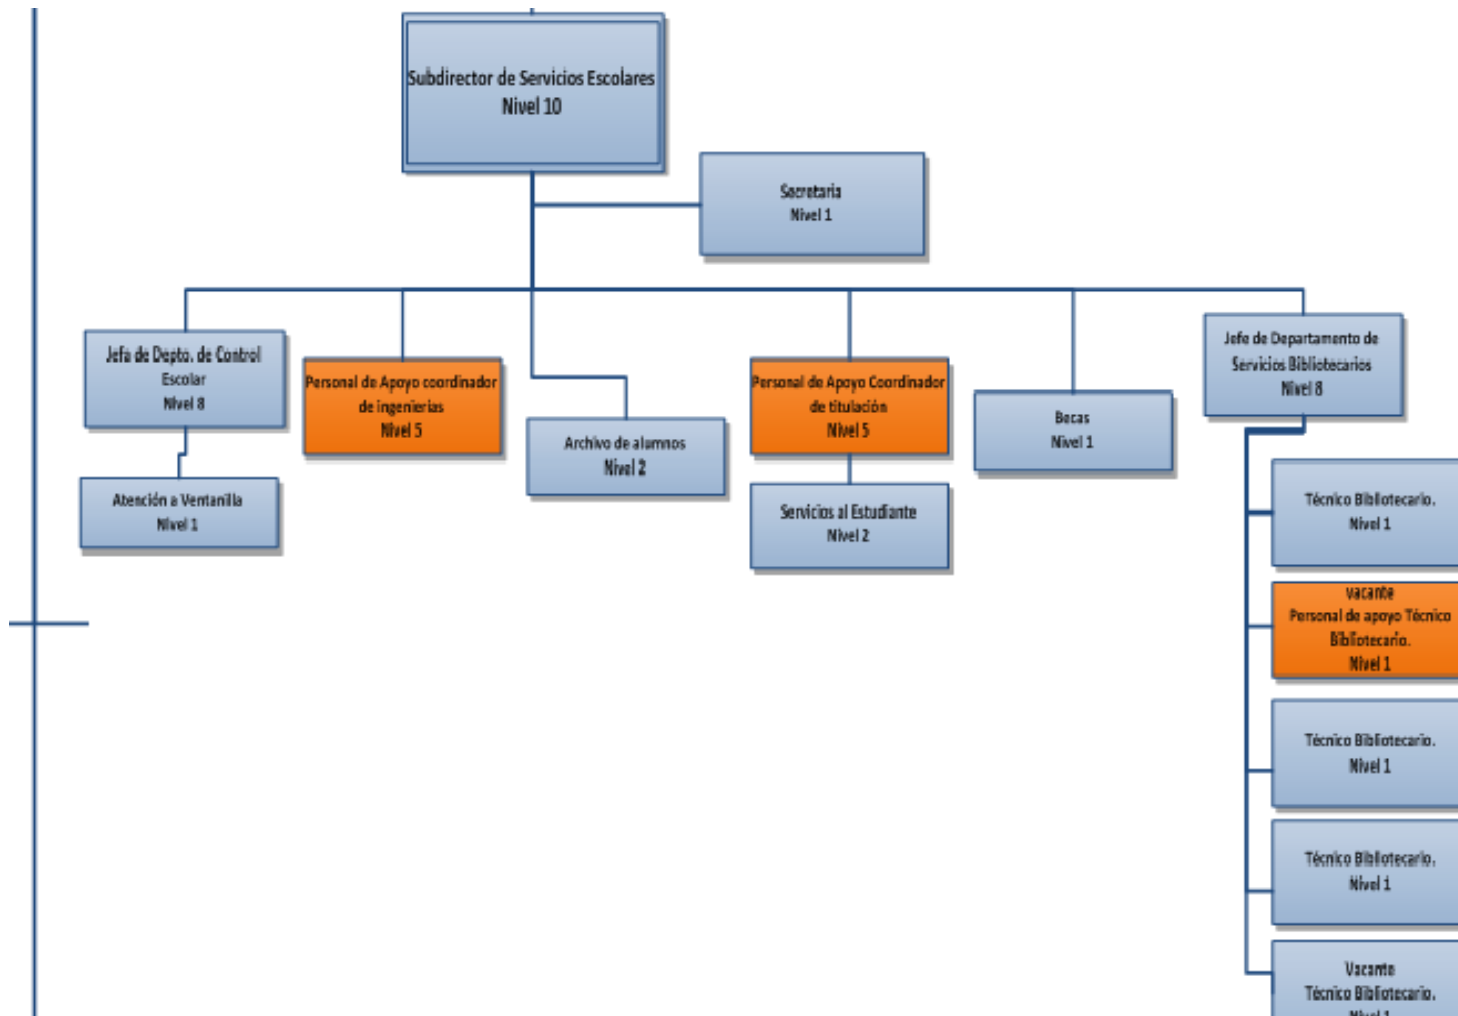 Subdirector de Servicios Escolares
Nivel 10
Secretaria
Nivel 1
Jefa de Depto. de Control
Escolar
Nivel 8
Personal de Apoyo coordinador
de ingenierias
Nivel 5
Archivo de alumnos
Nivel 2
Personal de Apoyo Coordinador
de titulación
Nivel 5
Becas
Nivel 1
Jefe de Departamento de
Servicios Bibliotecarios
Nivel 8
Atención a Ventanilla
Nivel 1
Servicios al Estudiante
Nivel 2
Técnico Bibliotecario.
Nivel 1
vacante
Personal de apoyo Técnico
Bibliotecario.
Nivel 1
Técnico Bibliotecario.
Nivel 1
Técnico Bibliotecario.
Nivel 1
Vacante
Técnico Bibliotecario.
Nivel 1